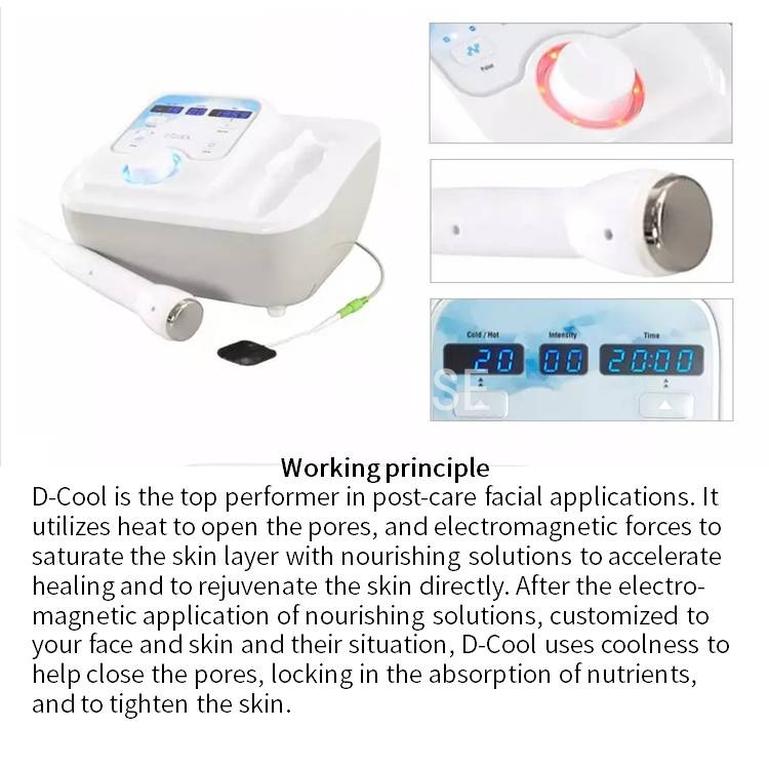 Cold / Hot
Intensity
Time
20
00
20:00
SE
Working principle
D-Cool is the top performer in post-care facial applications. It
utilizes heat to open the pores, and electromagnetic forces to
saturate the skin layer with nourishing solutions to accelerate
healing and to rejuvenate the skin directly. After the electro-
magnetic application of nourishing solutions, customized to
your face and skin and their situation, D-Cool uses coolness to
help close the pores, locking in the absorption of nutrients,
and to tighten the skin.